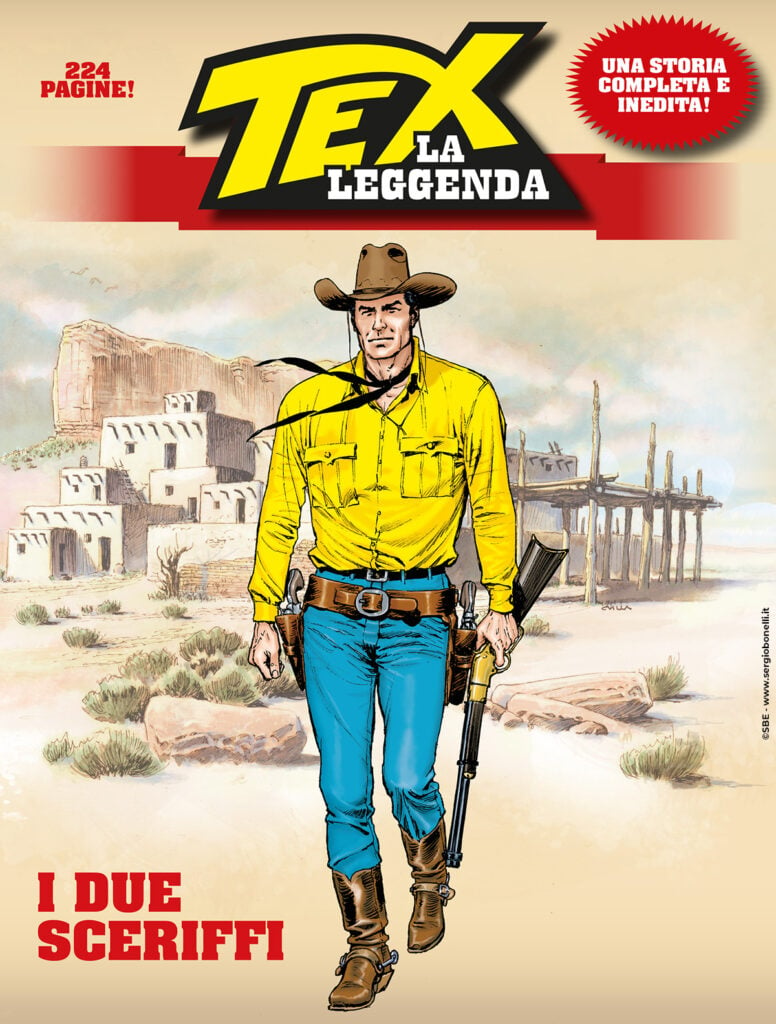 224
PAGINE!
TEX
LA
LEGGENDA
UNA STORIA
COMPLETA E
INEDITA!
©SBE - www.sergiobonelli.it
I DUE
SCERIFFI